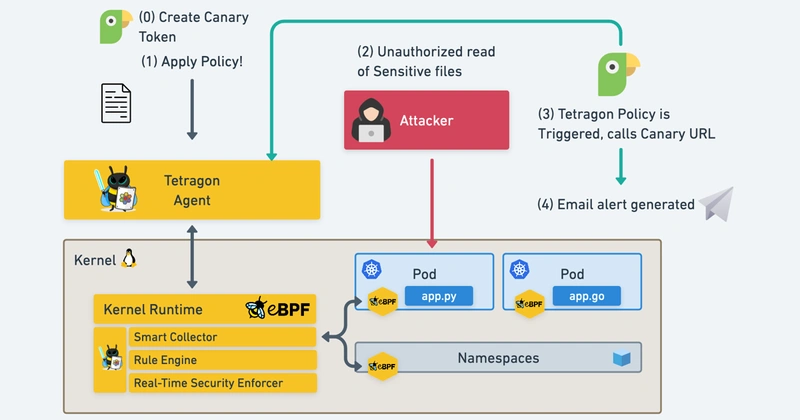 (0) Create Canary
Token
(1) Apply Policy!
(2) Unauthorized read
of Sensitive files
Attacker
(3) Tetragon Policy is
Triggered, calls Canary URL
(4) Email alert generated
Tetragon
Agent
Kernel
Kernel Runtime
eBPF
Smart Collector
Rule Engine
Real-Time Security Enforcer
Pod
eBPF
app.py
Pod
eBPF
app.go
eBPF
Namespaces